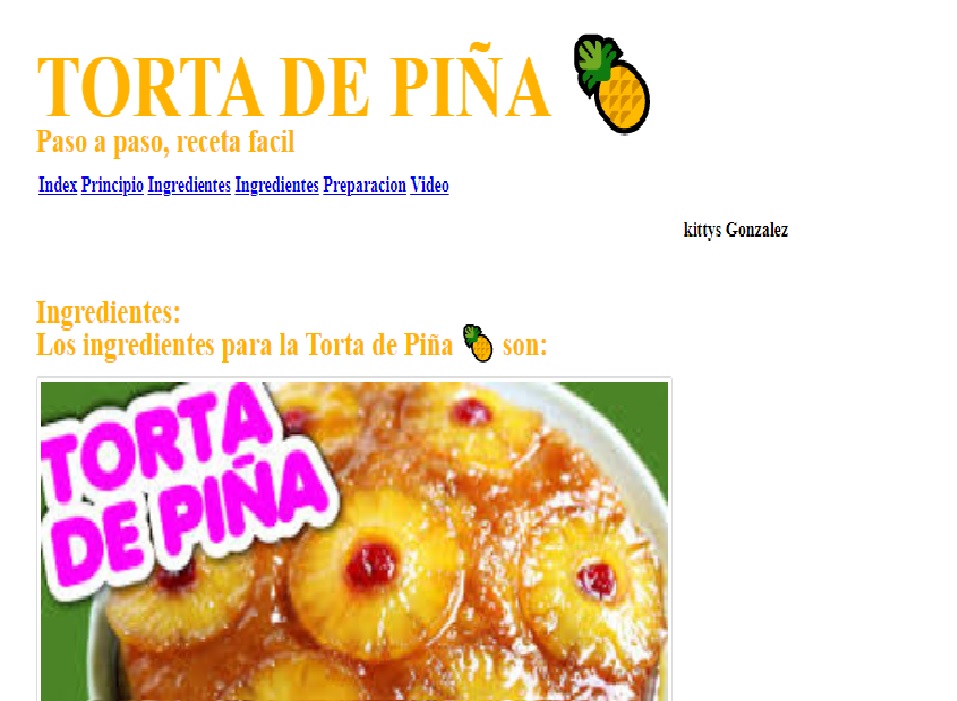 TORTA DE PIÑA 🍍
Paso a paso, receta facil
Index Principio Ingredientes Ingredientes Preparacion Video
kittys Gonzalez
Ingredientes:
Los ingredientes para la Torta de Piña 🍍 son:
TORTA
DE PIÑA